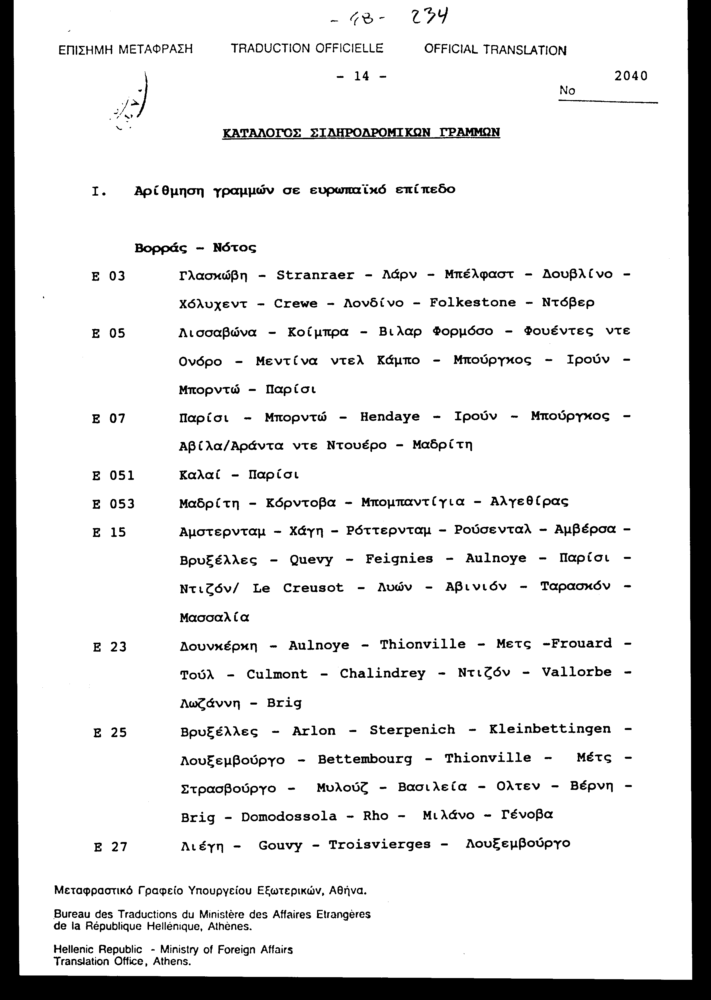 - 18 - 234
ΕΠΙΣΗΜΗ ΜΕΤΑΦΡΑΣΗ TRADUCTION OFFICIELLE OFFICIAL TRANSLATION
- 14 - 2040
No
ΚΑΤΑΛΟΓΟΣ ΣΙΔΗΡΟΔΡΟΜΙΚΩΝ ΓΡΑΜΜΩΝ
I. Αρίθμηση γραμμών σε ευρωπαϊκό επίπεδο
Βορράς - Νότος
E 03 Γλασκώβη - Stranraer - Λάρν - Μπέλφαστ - Δουβλίνο -
Χόλυχεντ - Crewe - Λονδίνο - Folkestone - Ντόβερ
E 05 Λισσαβώνα - Κοίμπρα - Βιλαρ Φορμόσο - Φουέντες ντε
Ονόρο - Μεντίνα ντελ Κάμπο - Μπούργκος - Ιρούν -
Μπορντώ - Παρίσι
E 07 Παρίσι - Μπορντώ - Hendaye - Ιρούν - Μπούργκος -
Αβίλα/Αράντα ντε Ντουέρο - Μαδρίτη
E 051 Καλαί - Παρίσι
E 053 Μαδρίτη - Κόρντοβα - Μπομπαντίγια - Αλγεθίρας
E 15 Αμστερνταμ - Χάγη - Ρόττερνταμ - Ρούσενταλ - Αμβέρσα -
Βρυξέλλες - Quevy - Feignies - Aulnoye - Παρίσι -
Ντιζόν/ Le Creusot - Λυών - Αβινιόν - Ταρασκόν -
Μασσαλία
E 23 Δουνκέρκη - Aulnoye - Thionville - Μετς -Frouard -
Τούλ - Culmont - Chalindrey - Ντιζόν - Vallorbe -
Λωζάννη - Brig
E 25 Βρυξέλλες - Arlon - Sterpenich - Kleinbettingen -
Λουξεμβούργο - Bettembourg - Thionville - Μέτς -
Στρασβούργο - Μυλούζ - Βασιλεία - Ολτεν - Βέρνη -
Brig - Domodossola - Rho - Μιλάνο - Γένοβα
E 27 Λιέγη - Gouvy - Troisvierges - Λουξεμβούργο
Μεταφραστικό Γραφείο Υπουργείου Εξωτερικών, Αθήνα.
Bureau des Traductions du Ministère des Affaires Etrangères
de la République Hellénique, Athènes.
Hellenic Republic - Ministry of Foreign Affairs
Translation Office, Athens.